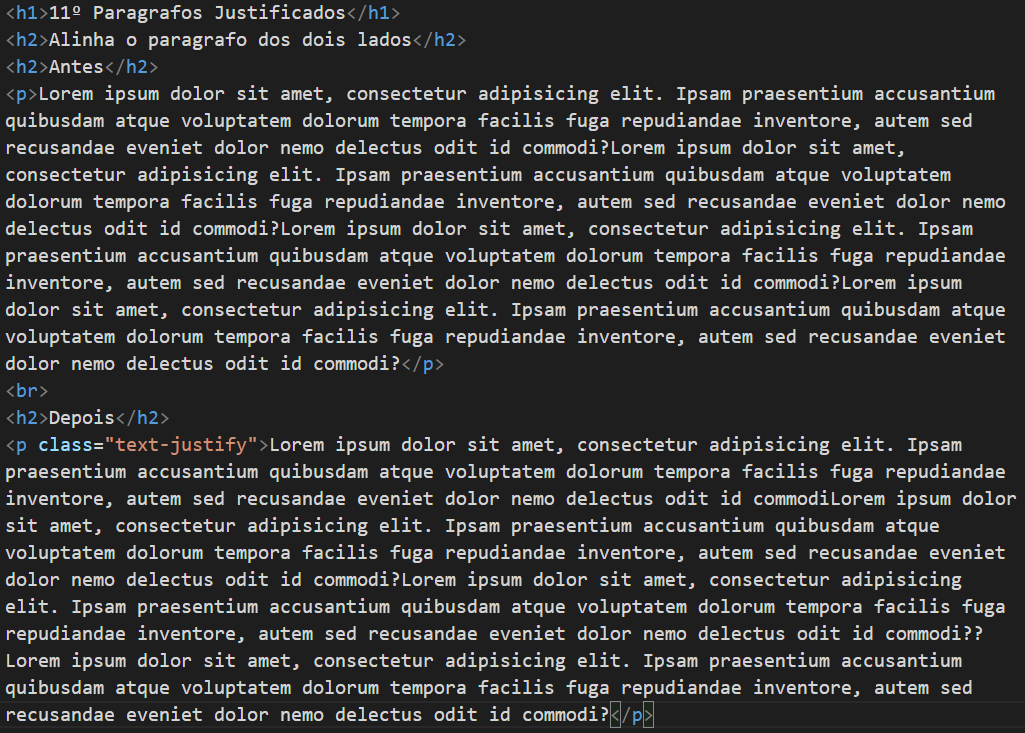 <h1>11º Paragrafos Justificados</h1>
<h2>Alinha o paragrafo dos dois lados</h2>
<h2>Antes</h2>
<p>Lorem ipsum dolor sit amet, consectetur adipisicing elit. Ipsam praesentium accusantium
quibusdam atque voluptatem dolorum tempora facilis fuga repudiandae inventore, autem sed
recusandae eveniet dolor nemo delectus odit id commodi?Lorem ipsum dolor sit amet,
consectetur adipisicing elit. Ipsam praesentium accusantium quibusdam atque voluptatem
dolorum tempora facilis fuga repudiandae inventore, autem sed recusandae eveniet dolor nemo
delectus odit id commodi?Lorem ipsum dolor sit amet, consectetur adipisicing elit. Ipsam
praesentium accusantium quibusdam atque voluptatem dolorum tempora facilis fuga repudiandae
inventore, autem sed recusandae eveniet dolor nemo delectus odit id commodi?Lorem ipsum
dolor sit amet, consectetur adipisicing elit. Ipsam praesentium accusantium quibusdam atque
voluptatem dolorum tempora facilis fuga repudiandae inventore, autem sed recusandae eveniet
dolor nemo delectus odit id commodi?</p>
<br>
<h2>Depois</h2>
<p class="text-justify">Lorem ipsum dolor sit amet, consectetur adipisicing elit. Ipsam
praesentium accusantium quibusdam atque voluptatem dolorum tempora facilis fuga repudiandae
inventore, autem sed recusandae eveniet dolor nemo delectus odit id commodiLorem ipsum dolor
sit amet, consectetur adipisicing elit. Ipsam praesentium accusantium quibusdam atque
voluptatem dolorum tempora facilis fuga repudiandae inventore, autem sed recusandae eveniet
dolor nemo delectus odit id commodi?Lorem ipsum dolor sit amet, consectetur adipisicing
elit. Ipsam praesentium accusantium quibusdam atque voluptatem dolorum tempora facilis fuga
repudiandae inventore, autem sed recusandae eveniet dolor nemo delectus odit id commodi??
Lorem ipsum dolor sit amet, consectetur adipisicing elit. Ipsam praesentium accusantium
quibusdam atque voluptatem dolorum tempora facilis fuga repudiandae inventore, autem sed
recusandae eveniet dolor nemo delectus odit id commodi?</p>